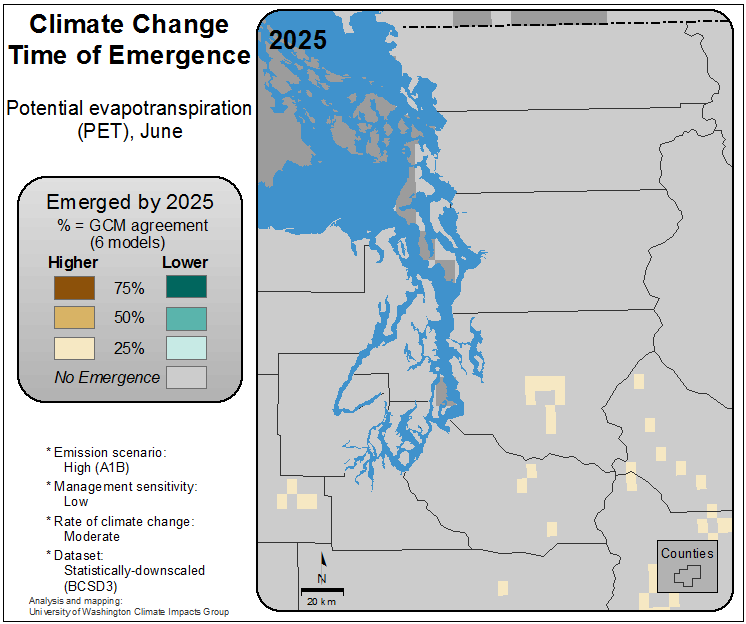 Climate Change
Time of Emergence
Potential evapotranspiration
(PET), June
Emerged by 2025
% = GCM agreement
(6 models)
Higher Lower
75%
50%
25%
No Emergence
* Emission scenario:
High (A1B)
* Management sensitivity:
Low
* Rate of climate change:
Moderate
* Dataset:
Statistically-downscaled
(BCSD3)
Analysis and mapping:
University of Washington Climate Impacts Group
2025
N
20 km
Counties